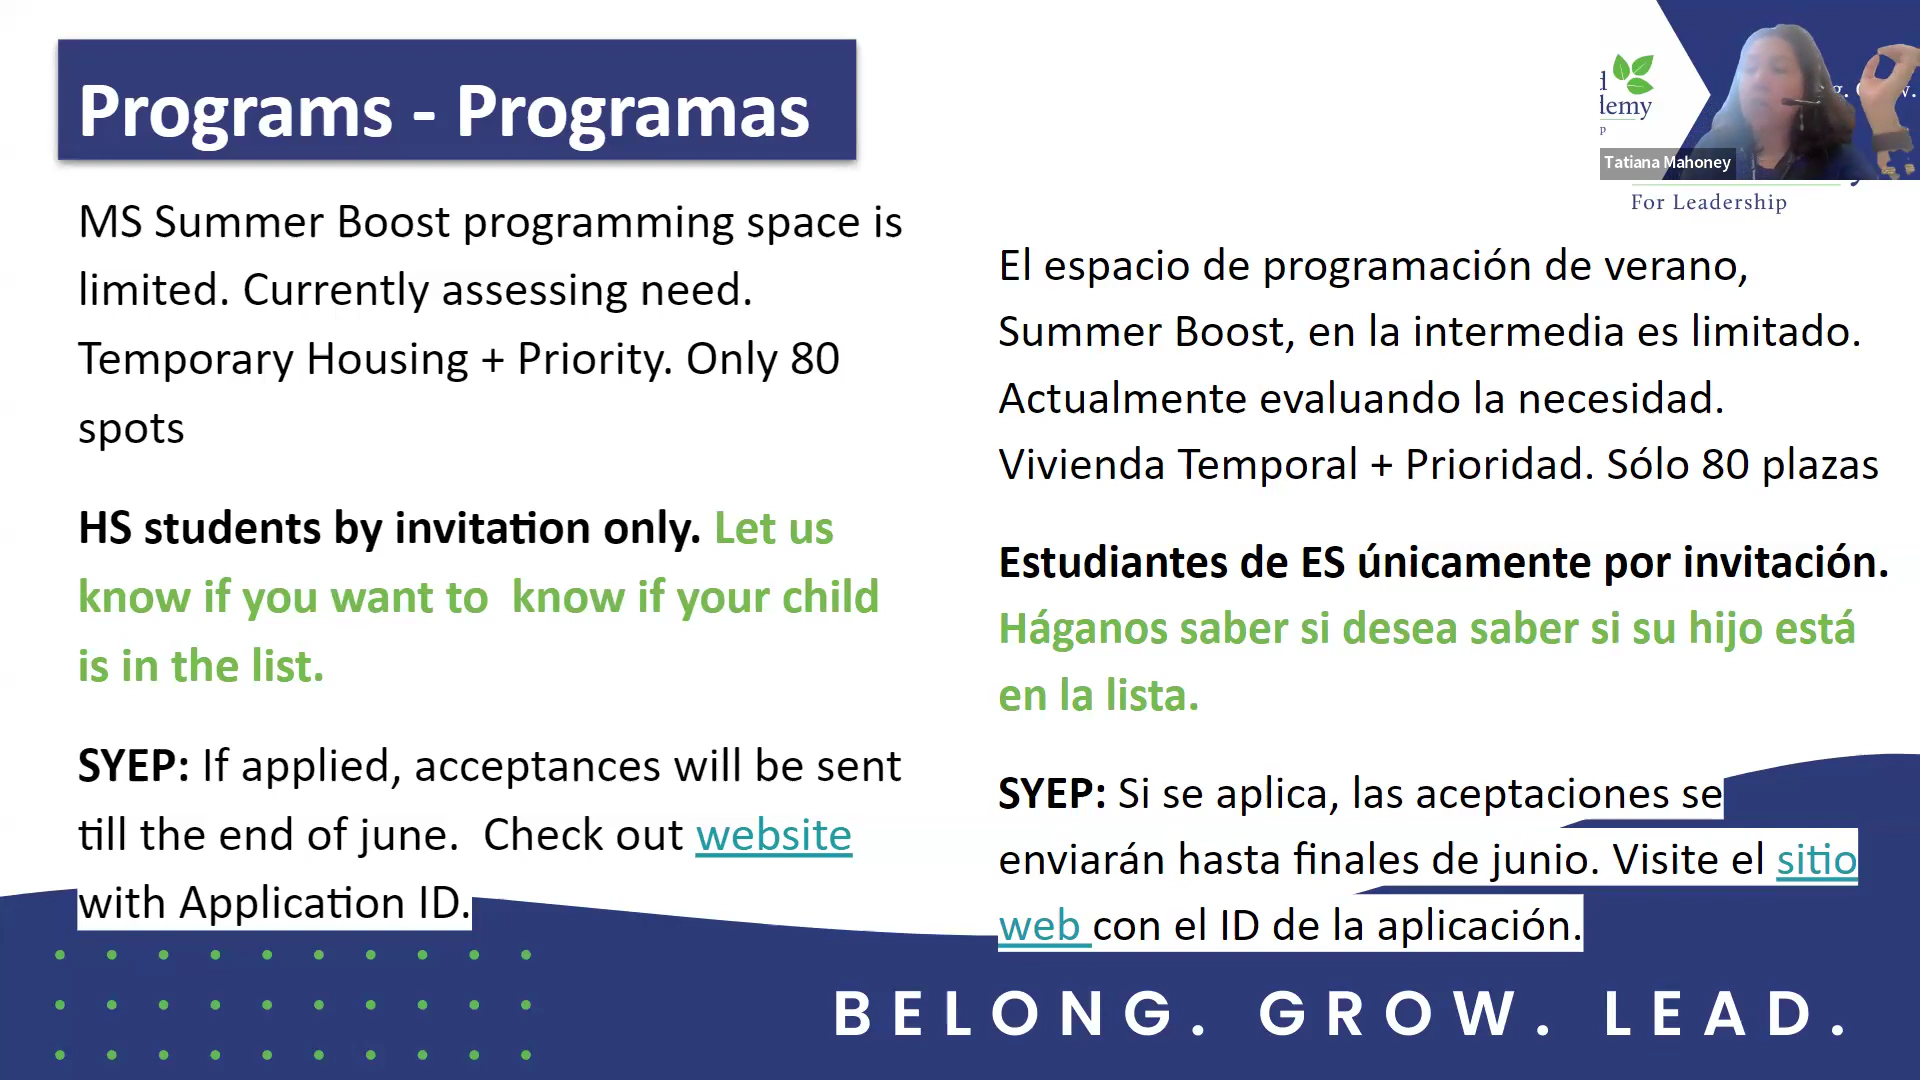 Programs - Programas
MS Summer Boost programming space is
limited. Currently assessing need.
Temporary Housing + Priority. Only 80
spots
HS students by invitation only. Let us
know if you want to  know if your child
is in the list.
SYEP: If applied, acceptances will be sent
till the end of june.  Check out website
with Application ID.
demy
Tatiana Mahoney
For Leadership
El espacio de programación de verano,
Summer Boost, en la intermedia es limitado.
Actualmente evaluando la necesidad.
Vivienda Temporal + Prioridad. Sólo 80 plazas
Estudiantes de ES únicamente por invitación.
Háganos saber si desea saber si su hijo está
en la lista.
SYEP: Si se aplica, las aceptaciones se
enviarán hasta finales de junio. Visite el sitio
web con el ID de la aplicación.
BELONG. GROW. LEAD.